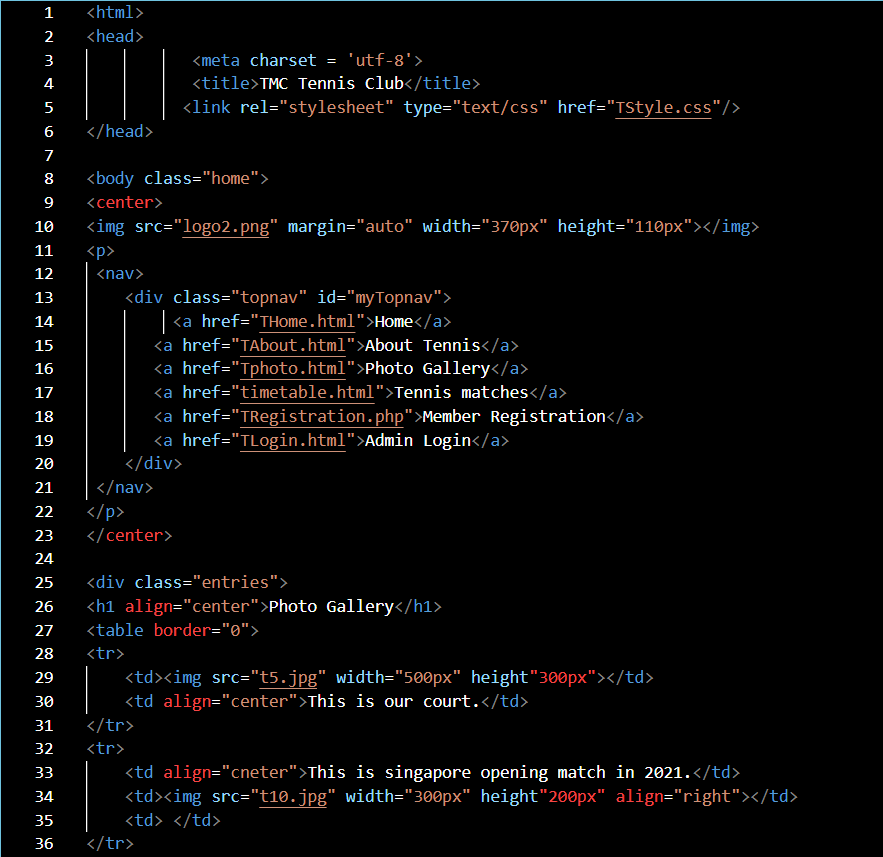 1 <html>
2 <head>
3 <meta charset = 'utf-8'>
4 <title>TMC Tennis Club</title>
5 <link rel="stylesheet" type="text/css" href="TStyle.css"/>
6 </head>
7
8 <body class="home">
9 <center>
10 <img src="logo2.png" margin="auto" width="370px" height="110px"></img>
11 <p>
12 <nav>
13 <div class="topnav" id="myTopnav">
14 <a href="THome.html">Home</a>
15 <a href="TAbout.html">About Tennis</a>
16 <a href="Tphoto.html">Photo Gallery</a>
17 <a href="timetable.html">Tennis matches</a>
18 <a href="TRegistration.php">Member Registration</a>
19 <a href="TLogin.html">Admin Login</a>
20 </div>
21 </nav>
22 </p>
23 </center>
24
25 <div class="entries">
26 <h1 align="center">Photo Gallery</h1>
27 <table border="0">
28 <tr>
29 <td><img src="t5.jpg" width="500px" height"300px"></td>
30 <td align="center">This is our court.</td>
31 </tr>
32 <tr>
33 <td align="cneter">This is singapore opening match in 2021.</td>
34 <td><img src="t10.jpg" width="300px" height"200px" align="right"></td>
35 <td> </td>
36 </tr>